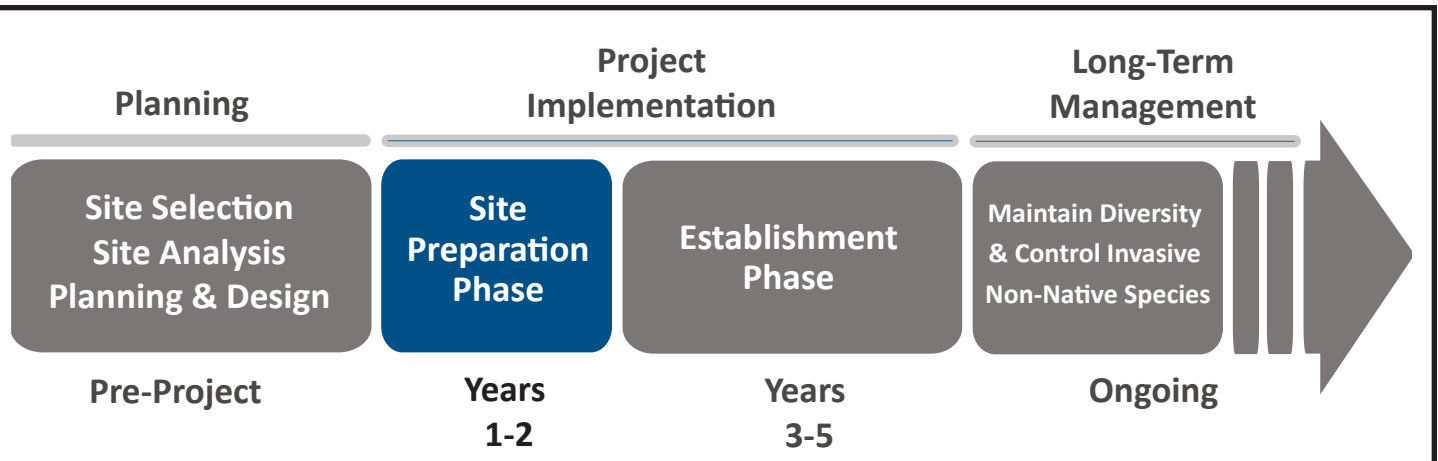 Planning
Project
Implementation
Long-Term
Management
Site Selection
Site Analysis
Planning & Design
Site
Preparation
Phase
Establishment
Phase
Maintain Diversity
& Control Invasive
Non-Native Species
Pre-Project
Years
1-2
Years
3-5
Ongoing